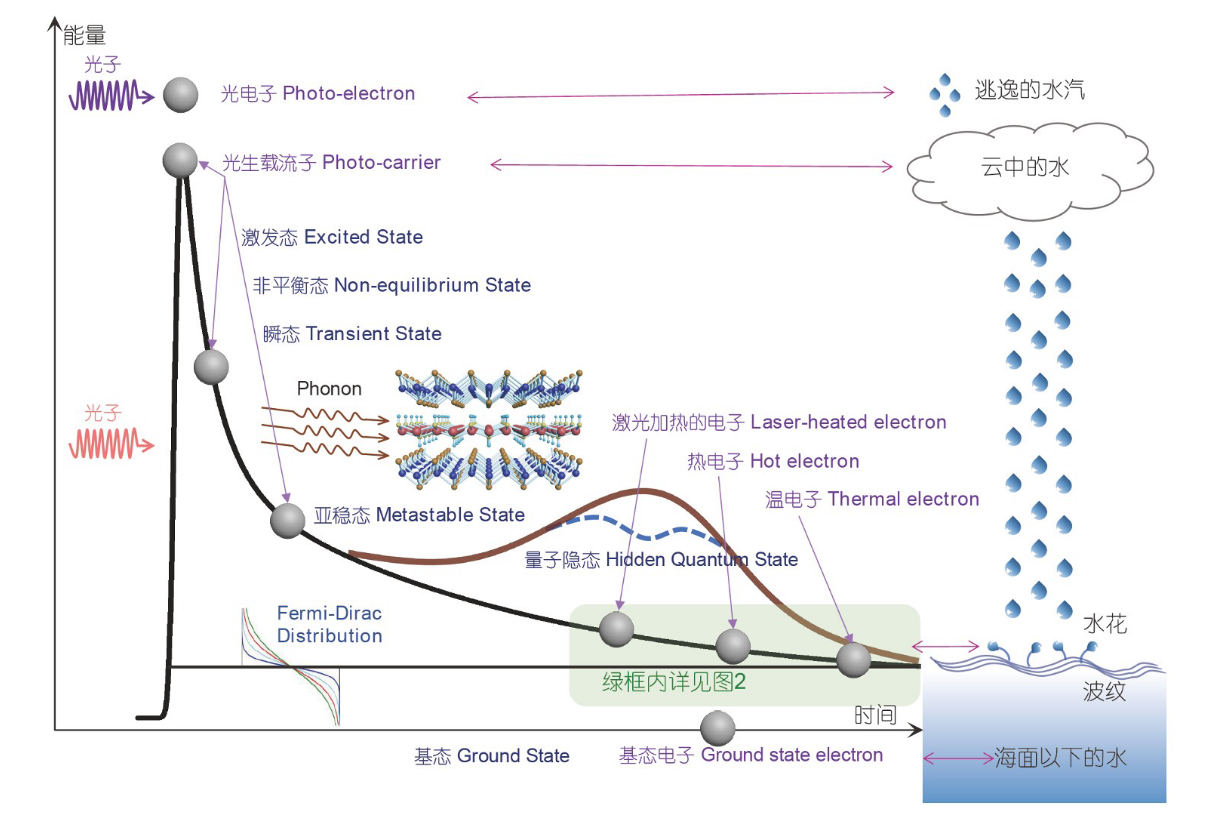 能量
光子
光电子 Photo-electron
逃逸的水汽
光生载流子 Photo-carrier
云中的水
激发态 Excited State
非平衡态 Non-equilibrium State
瞬态 Transient State
Phonon
光子
激光加热的电子 Laser-heated electron
热电子 Hot electron
温电子 Thermal electron
亚稳态 Metastable State
量子隐态 Hidden Quantum State
Fermi-Dirac
Distribution
水花
绿框内详见图2
波纹
时间
基态 Ground State
基态电子 Ground state electron
海面以下的水